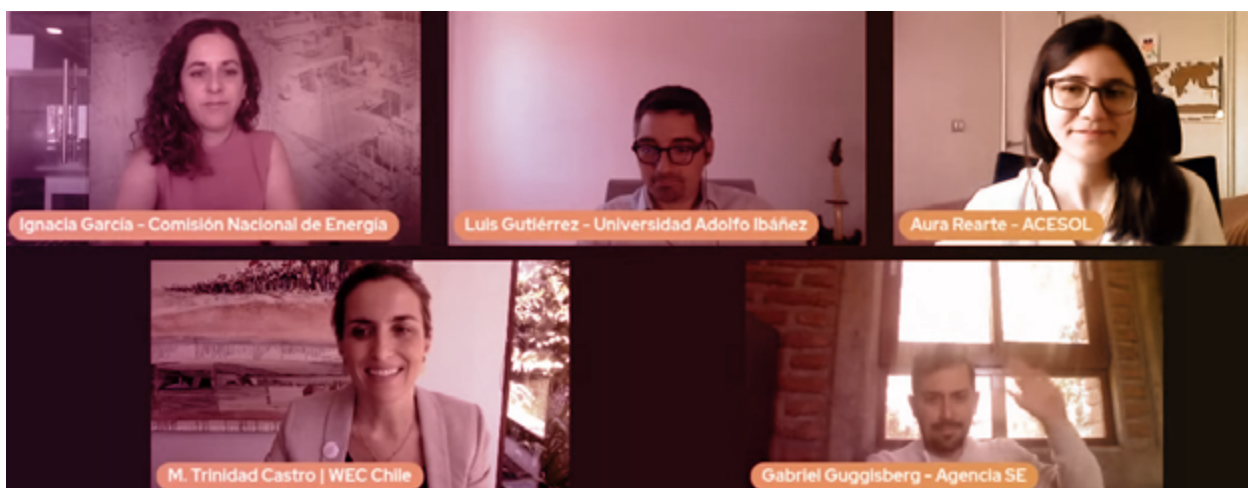 Ignacia García - Comisión Nacional de Energía
Luis Gutiérrez - Universidad Adolfo Ibáñez
Aura Rearte - ACESOL
M. Trinidad Castro | WEC Chile
Gabriel Guggisberg - Agencia SE